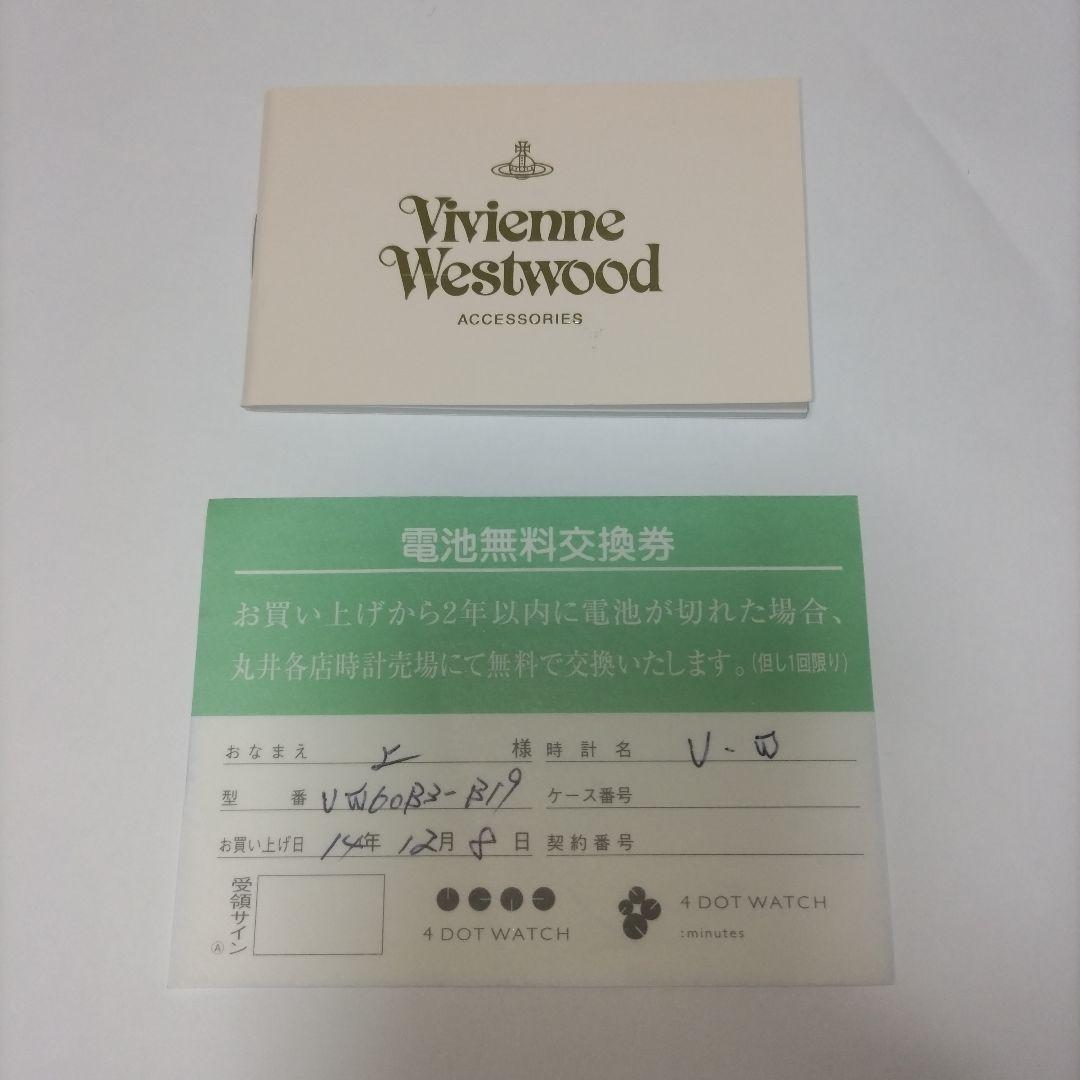 Vivienne
Westwood
ACCESSORIES
電池無料交換券
お買い上げから2年以内に電池が切れた場合、
丸井各店時計売場にて無料で交換いたします。(但し1回限り)
おなまえ 上 様 時計名 V-W
型 番 VW60B3-B19 ケース番号
お買い上げ日 14年 12月 8日 契約番号
受領サイン
Ⓐ
4 DOT WATCH
4 DOT WATCH
:minutes